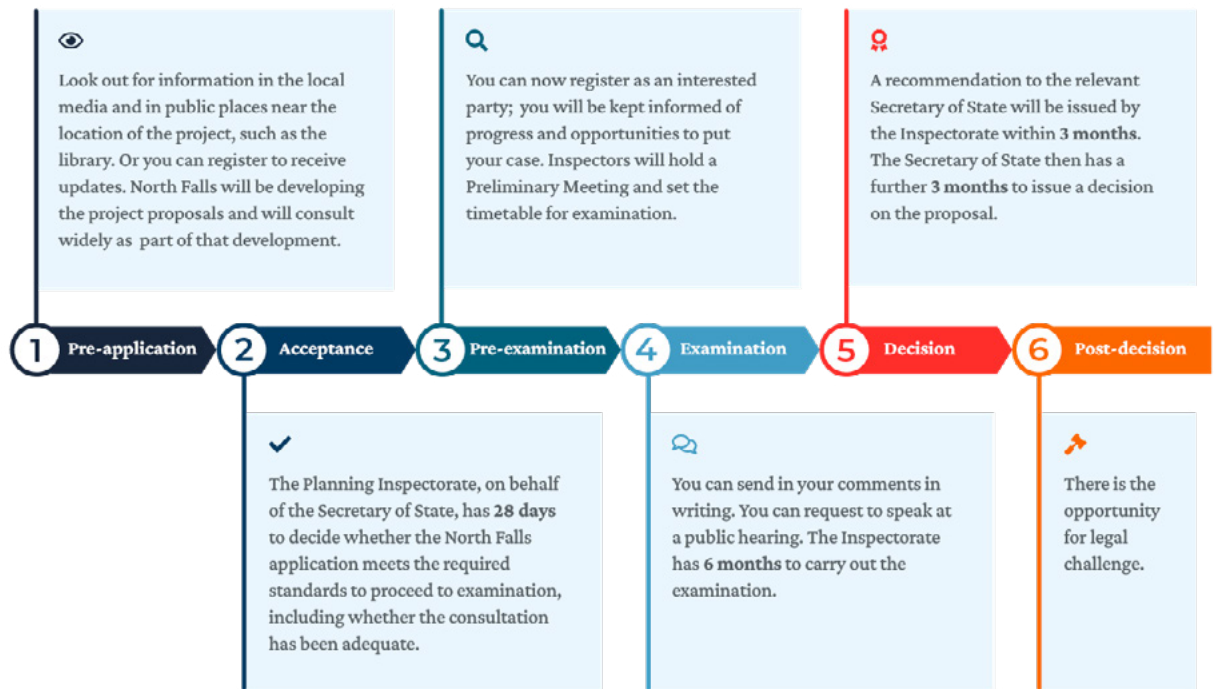 Look out for information in the local
media and in public places near the
location of the project, such as the
library. Or you can register to receive
updates. North Falls will be developing
the project proposals and will consult
widely as part of that development.
You can now register as an interested
party; you will be kept informed of
progress and opportunities to put
your case. Inspectors will hold a
Preliminary Meeting and set the
timetable for examination.
A recommendation to the relevant
Secretary of State will be issued by
the Inspectorate within 3 months.
The Secretary of State then has a
further 3 months to issue a decision
on the proposal.
1 Pre-application
2 Acceptance
3 Pre-examination
4 Examination
5 Decision
6 Post-decision
The Planning Inspectorate, on behalf
of the Secretary of State, has 28 days
to decide whether the North Falls
application meets the required
standards to proceed to examination,
including whether the consultation
has been adequate.
You can send in your comments in
writing. You can request to speak at
a public hearing. The Inspectorate
has 6 months to carry out the
examination.
There is the
opportunity
for legal
challenge.